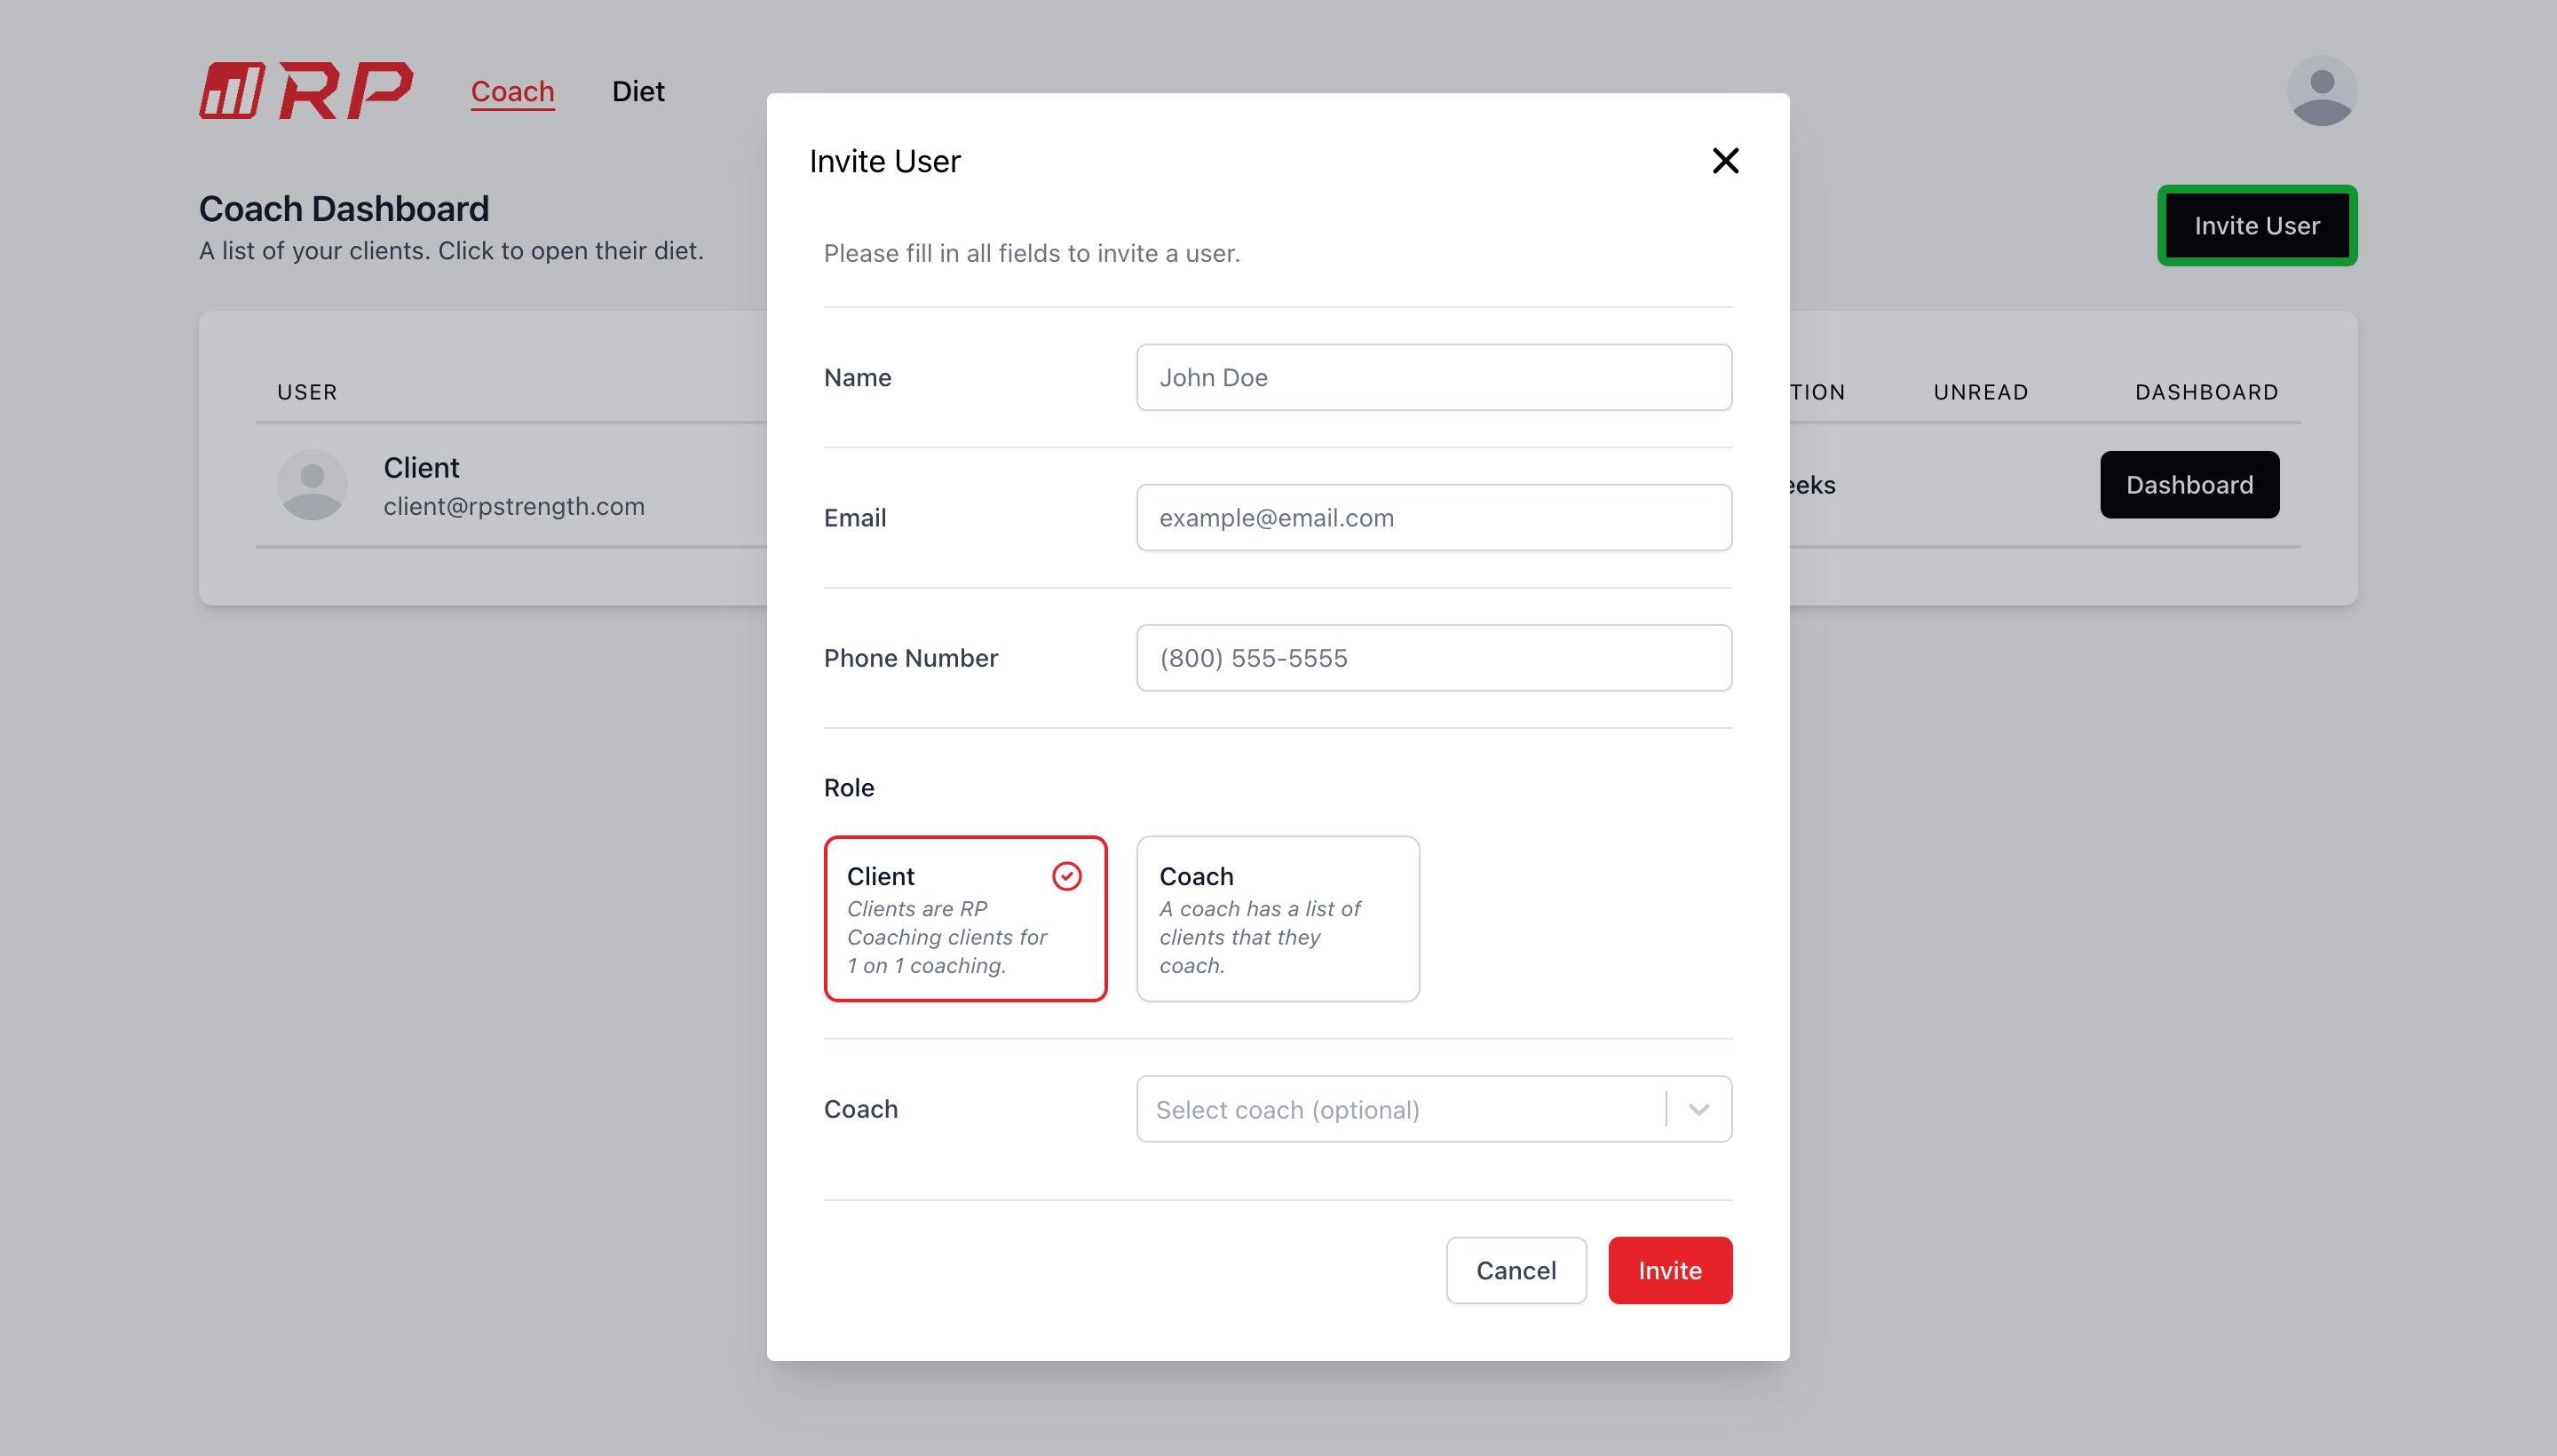 RP
Coach
Diet
Coach Dashboard
A list of your clients. Click to open their diet.
Invite User
USER
UNREAD
DASHBOARD
Client
client@rpstrength.com
Dashboard
Invite User
Please fill in all fields to invite a user.
Name
John Doe
Email
example@email.com
Phone Number
(800) 555-5555
Role
Client
Clients are RP
Coaching clients for
1 on 1 coaching.
Coach
A coach has a list of
clients that they
coach.
Coach
Select coach (optional)
Cancel
Invite